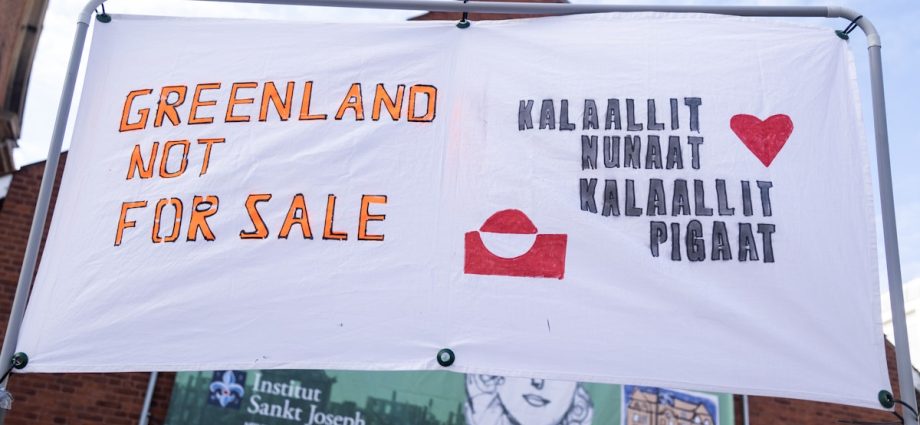 GREENLAND
NOT
FOR SALE
KALAALLIT
NUNAAT
KALAALLIT
PIGAAT
Institut
Sankt Joseph